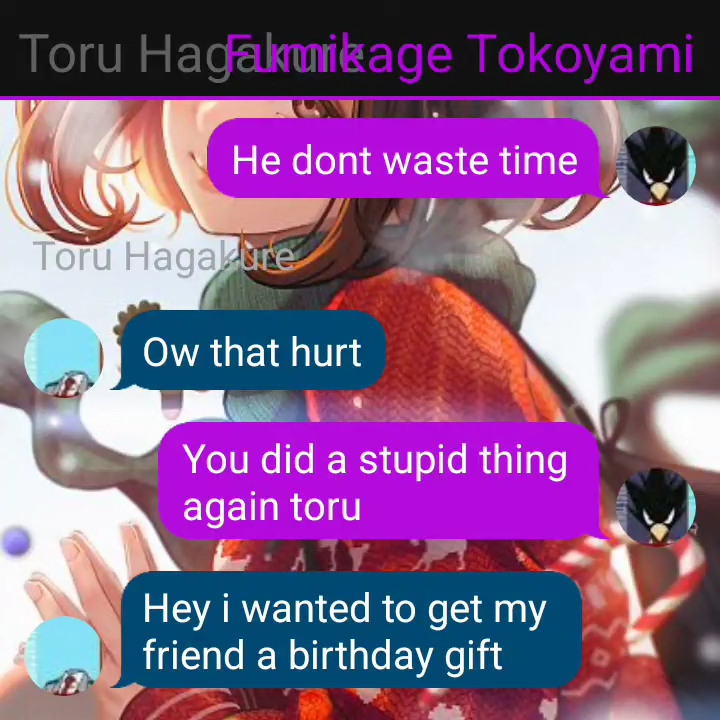 Toru Hagakure Fumikage Tokoyami
He dont waste time
Toru Hagakure
Ow that hurt
You did a stupid thing
again toru
Hey i wanted to get my
friend a birthday gift